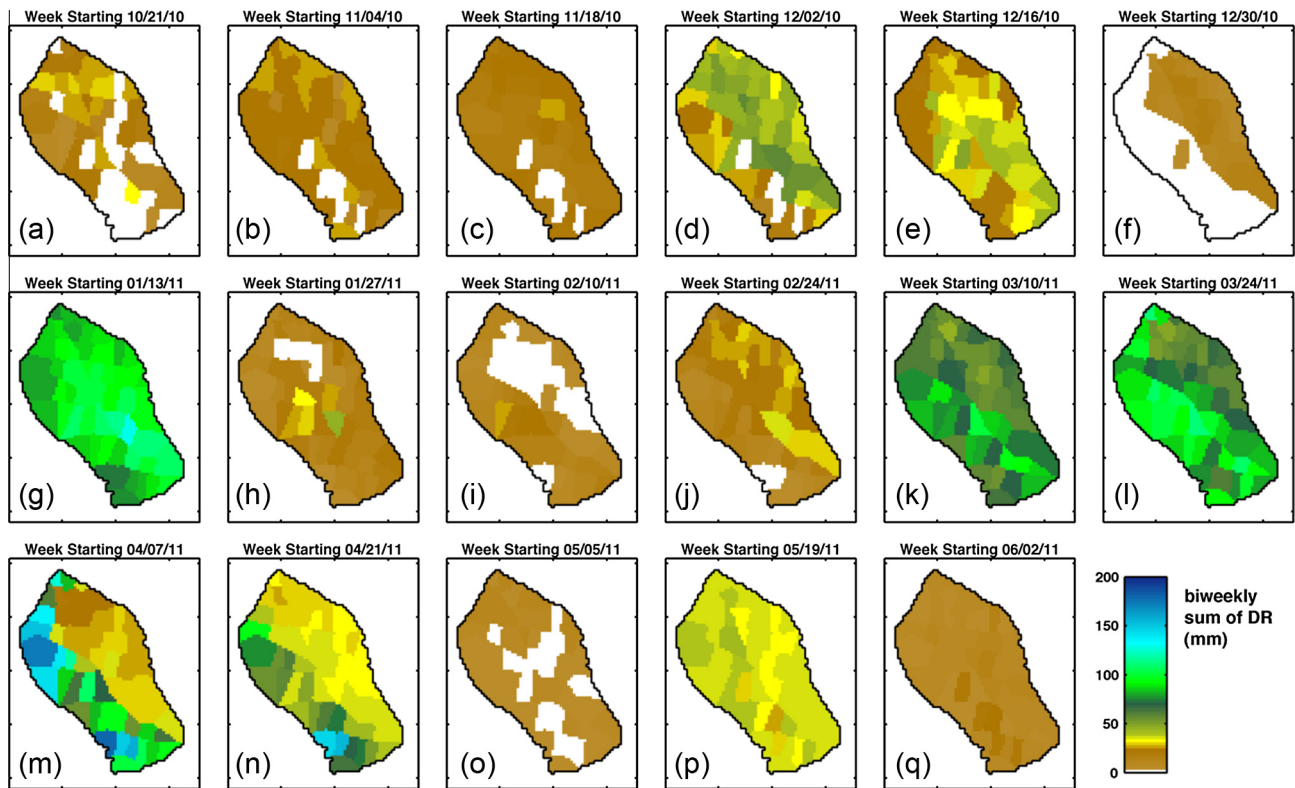 Week Starting 10/21/10
Week Starting 11/04/10
Week Starting 11/18/10
Week Starting 12/02/10
Week Starting 12/16/10
Week Starting 12/30/10
(a)
(b)
(c)
(d)
(e)
(f)
Week Starting 01/13/11
Week Starting 01/27/11
Week Starting 02/10/11
Week Starting 02/24/11
Week Starting 03/10/11
Week Starting 03/24/11
(g)
(h)
(i)
(j)
(k)
(l)
Week Starting 04/07/11
Week Starting 04/21/11
Week Starting 05/05/11
Week Starting 05/19/11
Week Starting 06/02/11
(m)
(n)
(o)
(p)
(q)
200
150
100
50
0
biweekly
sum of DR
(mm)